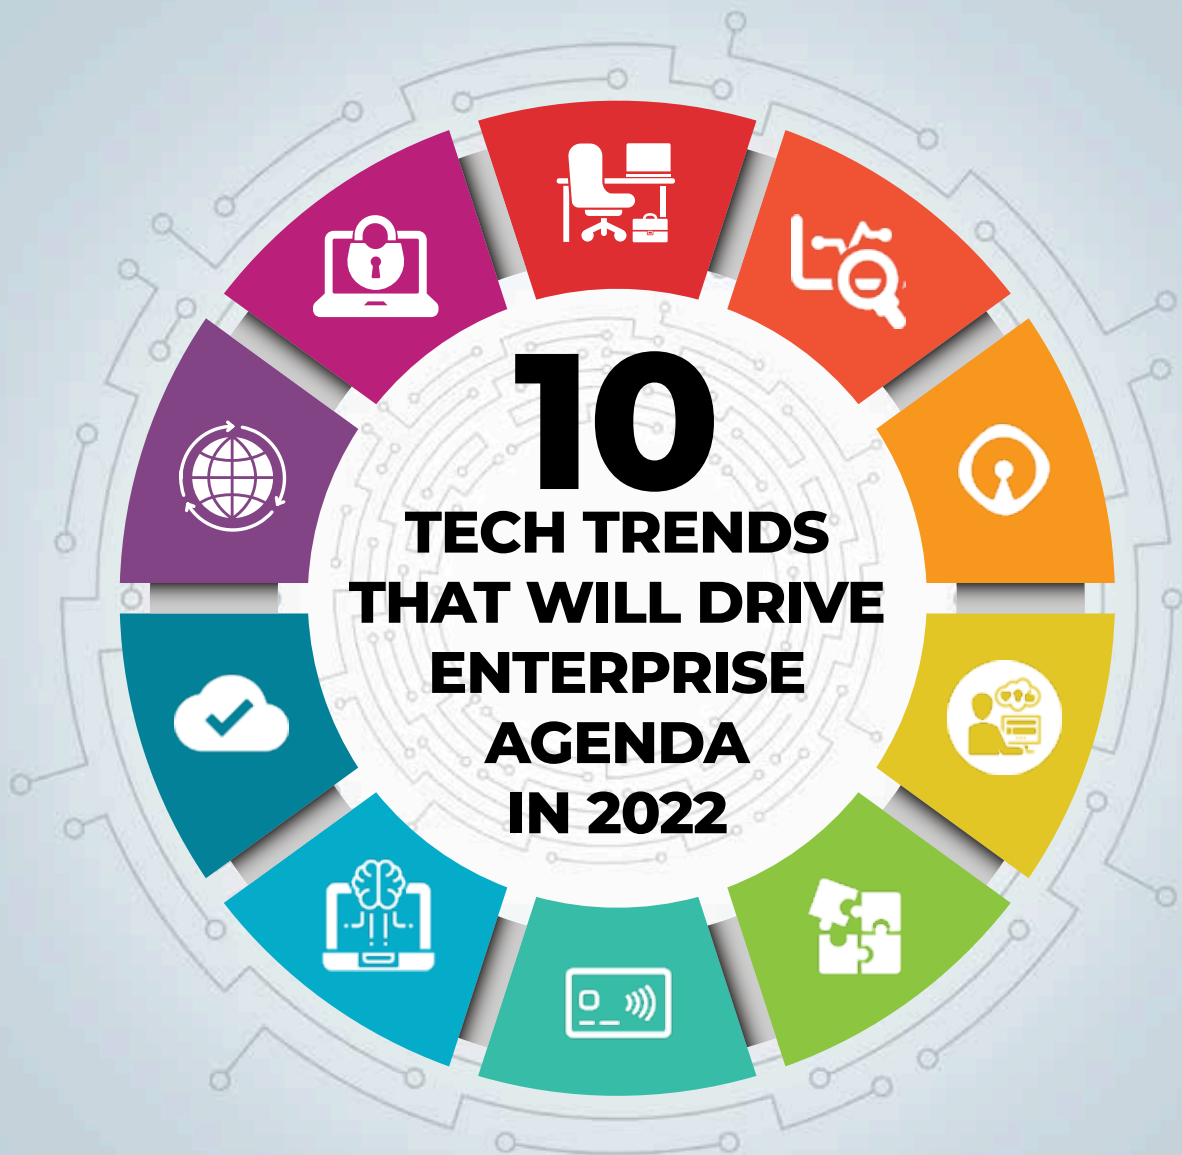 10
TECH TRENDS
THAT WILL DRIVE
ENTERPRISE
AGENDA
IN 2022